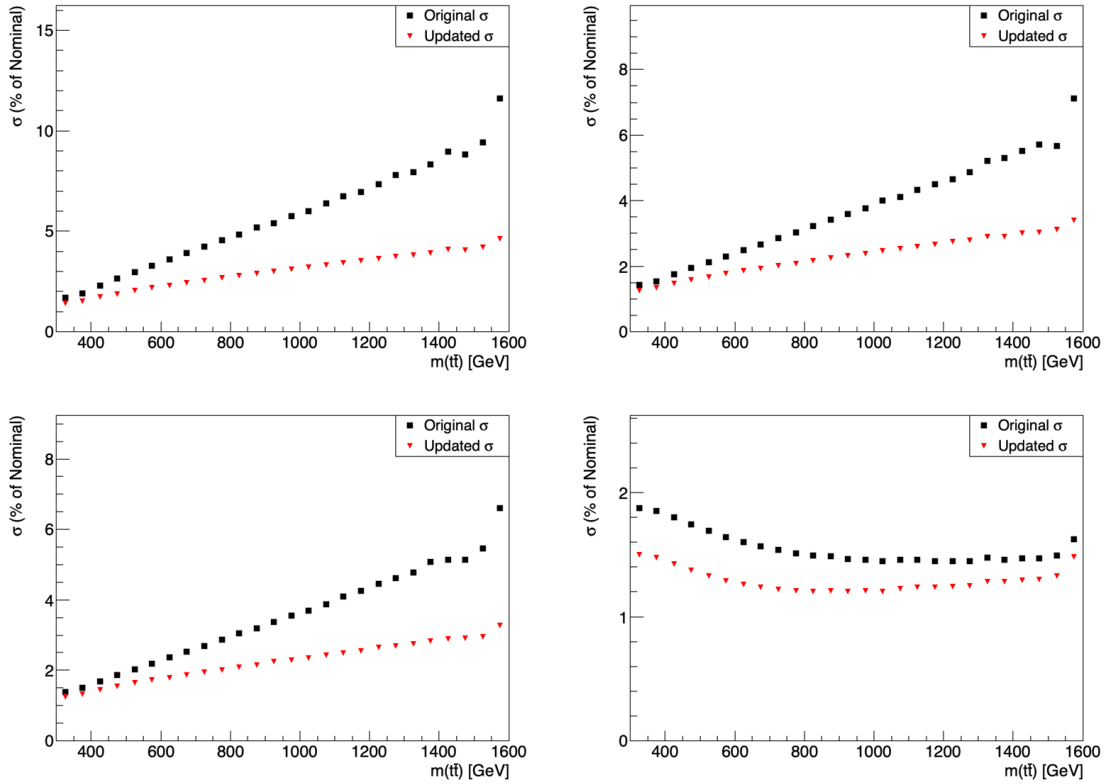 σ (% of Nominal)
15
10
5
0
Original σ
Updated σ
400 600 800 1000 1200 1400 1600
m(tt̄) [GeV]
σ (% of Nominal)
8
6
4
2
0
Original σ
Updated σ
400 600 800 1000 1200 1400 1600
m(tt̄) [GeV]
σ (% of Nominal)
8
6
4
2
0
Original σ
Updated σ
400 600 800 1000 1200 1400 1600
m(tt̄) [GeV]
σ (% of Nominal)
2
1
0
Original σ
Updated σ
400 600 800 1000 1200 1400 1600
m(tt̄) [GeV]